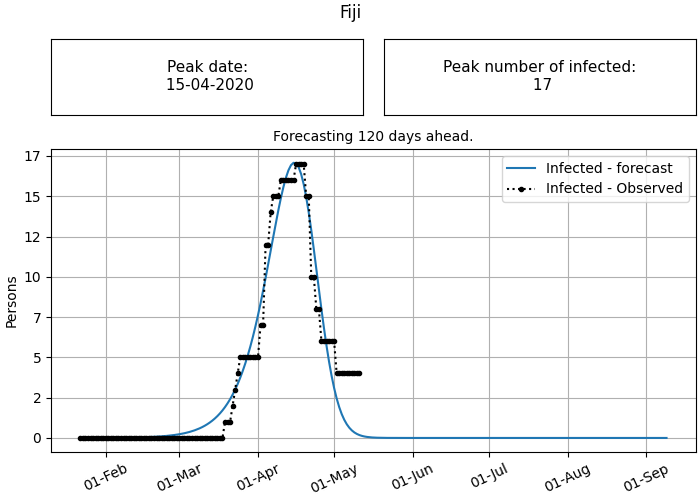 Fiji
Peak date:
15-04-2020
Peak number of infected:
17
Forecasting 120 days ahead.
Infected - forecast
Infected - Observed
Persons
17
15
12
10
7
5
2
0
01-Feb
01-Mar
01-Apr
01-May
01-Jun
01-Jul
01-Aug
01-Sep